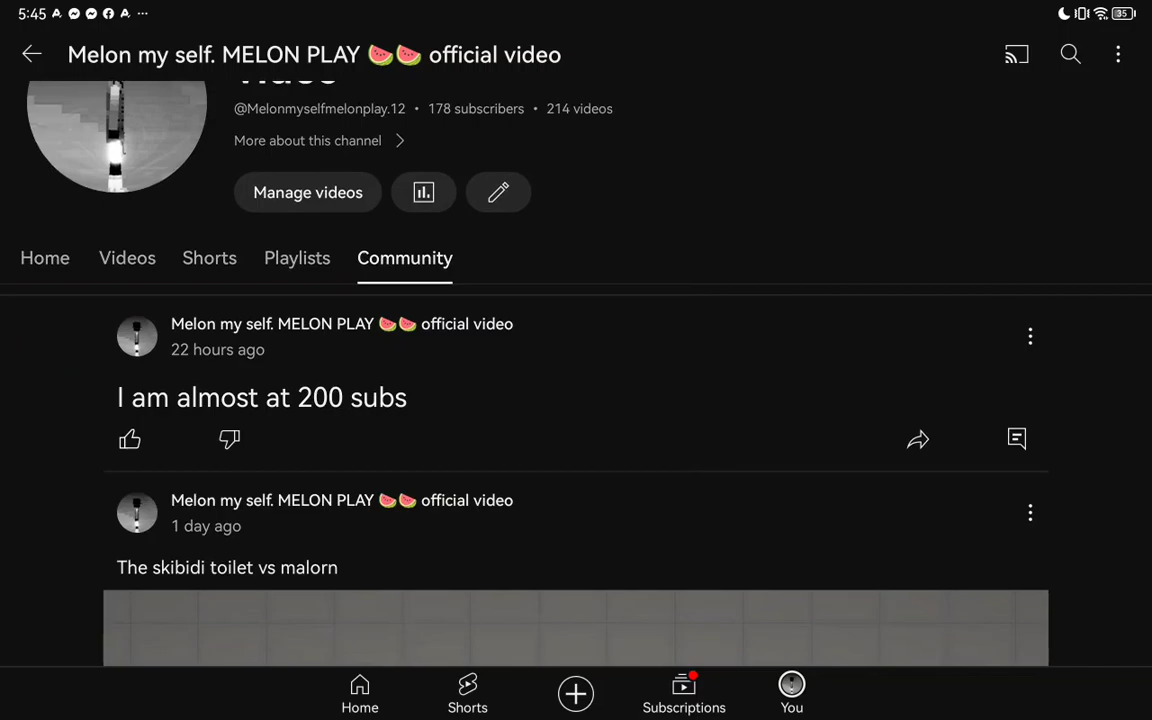 5:45
35
Melon my self. MELON PLAY 🍉🍉 official video
@Melonmyselfmelonplay.12 • 178 subscribers • 214 videos
More about this channel
Manage videos
Home Videos Shorts Playlists Community
Melon my self. MELON PLAY 🍉🍉 official video
22 hours ago
I am almost at 200 subs
Melon my self. MELON PLAY 🍉🍉 official video
1 day ago
The skibidi toilet vs malorn
Home Shorts Subscriptions You